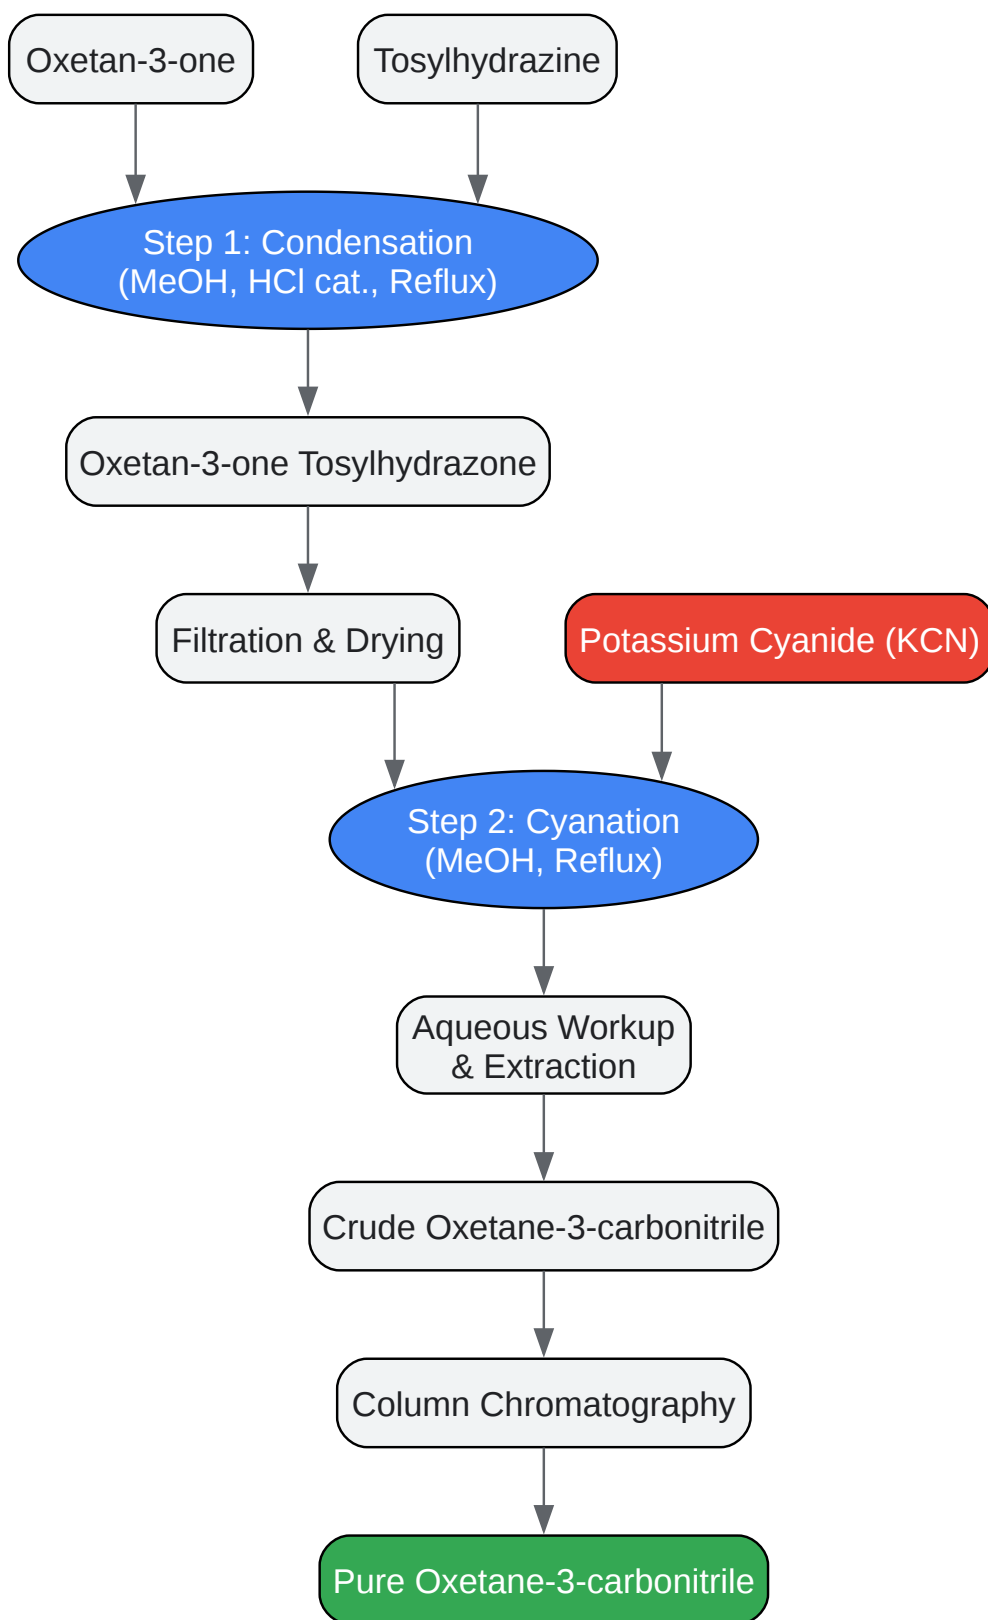 Oxetan-3-one
Tosylhydrazine
Step 1: Condensation
(MeOH, HCl cat., Reflux)
Oxetan-3-one Tosylhydrazone
Filtration & Drying
Potassium Cyanide (KCN)
Step 2: Cyanation
(MeOH, Reflux)
Aqueous Workup
& Extraction
Crude Oxetane-3-carbonitrile
Column Chromatography
Pure Oxetane-3-carbonitrile